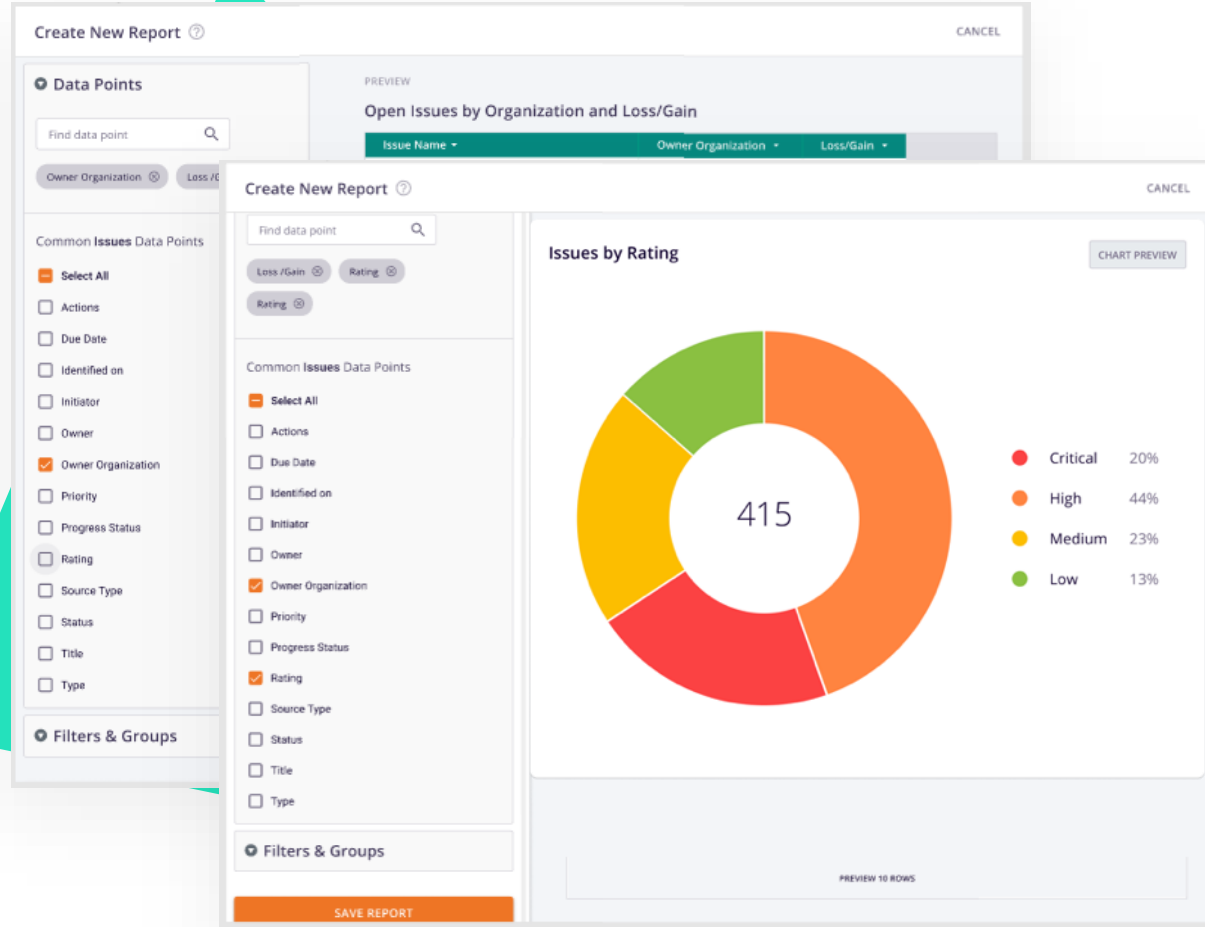 Create New Report ?
CANCEL
Data Points
Find data point
Owner Organization
Loss /G
Common Issues Data Points
Select All
Actions
Due Date
Identified on
Initiator
Owner
Owner Organization
Priority
Progress Status
Rating
Source Type
Status
Title
Type
Filters & Groups
PREVIEW
Open Issues by Organization and Loss/Gain
Issue Name Owner Organization Loss/Gain
Create New Report ?
CANCEL
Find data point
Loss /Gain Rating
Rating
Common Issues Data Points
Select All
Actions
Due Date
Identified on
Initiator
Owner
Owner Organization
Priority
Progress Status
Rating
Source Type
Status
Title
Type
Filters & Groups
SAVE REPORT
Issues by Rating
CHART PREVIEW
415
Critical 20%
High 44%
Medium 23%
Low 13%
PREVIEW 10 ROWS